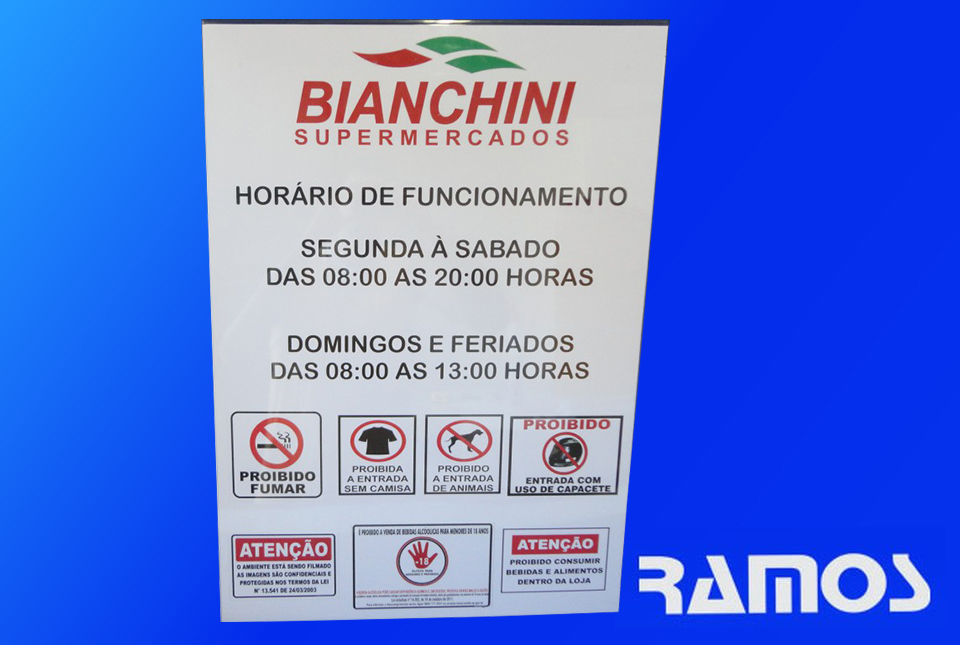 BIANCHINI
SUPERMERCADOS
HORÁRIO DE FUNCIONAMENTO
SEGUNDA À SABADO
DAS 08:00 AS 20:00 HORAS
DOMINGOS E FERIADOS
DAS 08:00 AS 13:00 HORAS
PROIBIDO
FUMAR
PROIBIDA
A ENTRADA
SEM CAMISA
PROIBIDO
A ENTRADA
DE ANIMAIS
PROIBIDO
ENTRADA COM
USO DE CAPACETE
ATENÇÃO
O AMBIENTE ESTÁ SENDO FILMADO
AS IMAGENS SÃO CONFIDENCIAIS E
PROTEGIDAS NOS TERMOS DA LEI
N° 13.541 DE 24/03/2003
É PROIBIDO A VENDA DE BEBIDAS ALCOOLICAS PARA MENORES DE 18 ANOS
-18
ATENÇÃO
PROIBIDO CONSUMIR
BEBIDAS E ALIMENTOS
DENTRO DA LOJA
RAMOS